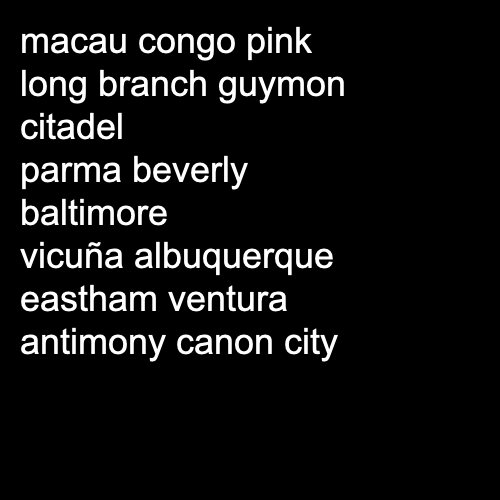 macau congo pink
long branch guymon
citadel
parma beverly
baltimore
vicuña albuquerque
eastham ventura
antimony canon city